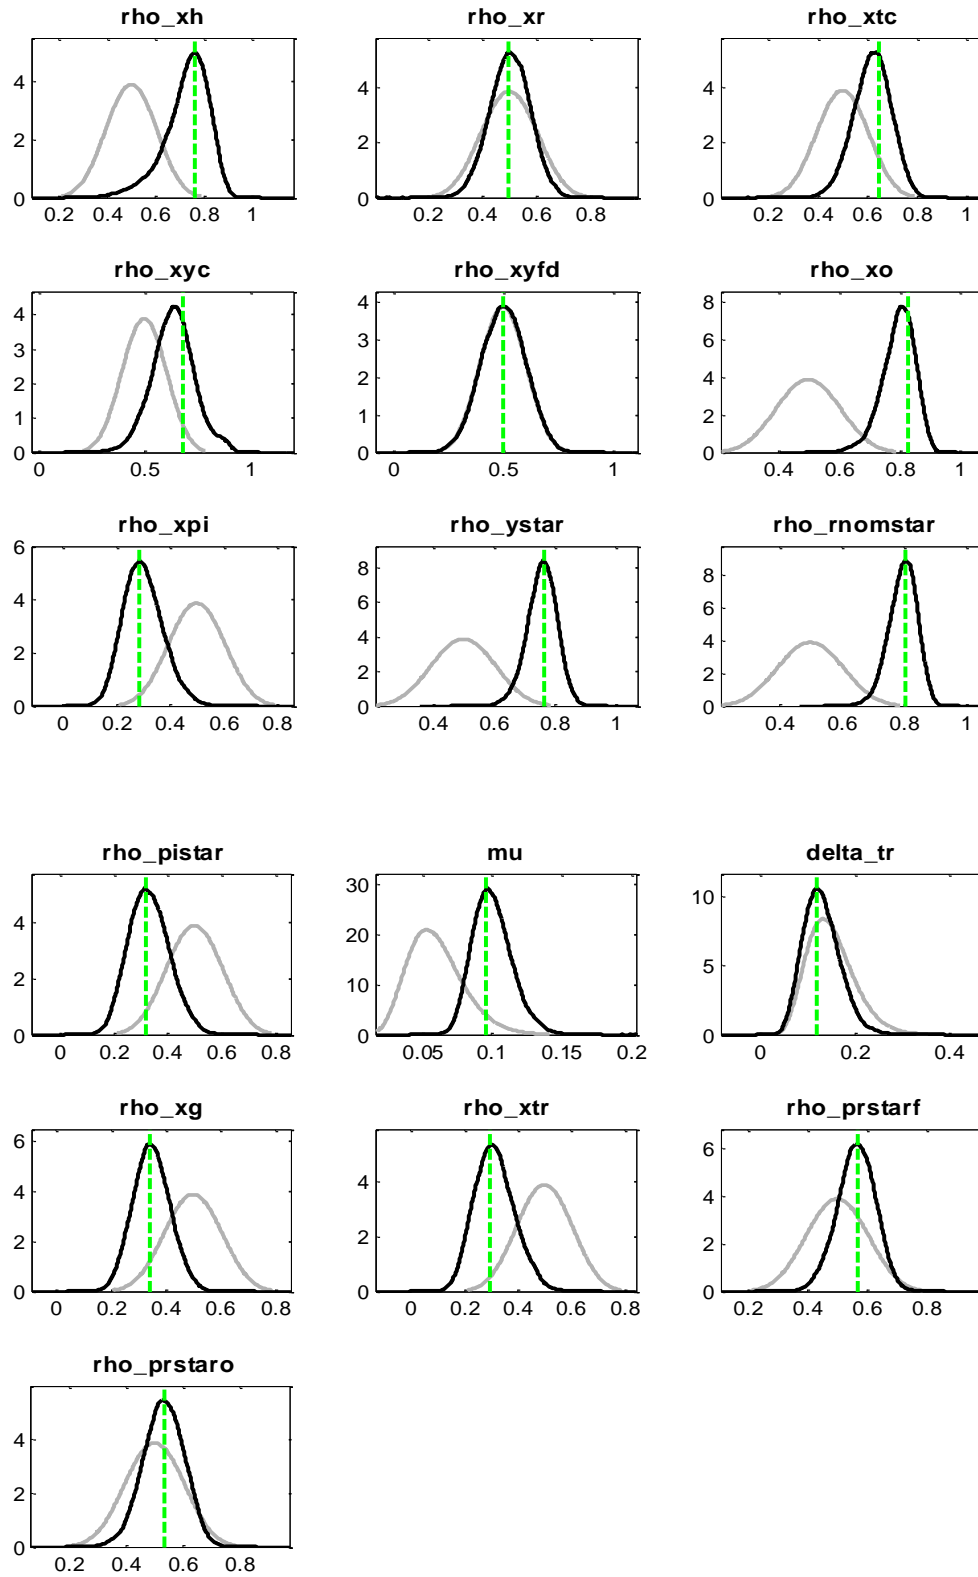 rho_xh rho_xr rho_xtc
4 4 4
2 2 2
0 0 0
0.2 0.4 0.6 0.8 1 0.2 0.4 0.6 0.8 0.2 0.4 0.6 0.8 1
rho_xyc rho_xyfd rho_xo
4 4 8
3 3 6
2 2 4
1 1 2
0 0 0
0 0.5 1 0 0.5 1 0.4 0.6 0.8 1
rho_xpi rho_ystar rho_rnomstar
6 8 8
4 6 6
2 4 4
0 2 2
0 0
0 0.2 0.4 0.6 0.8 0.4 0.6 0.8 1 0.4 0.6 0.8 1
rho_pistar mu delta_tr
4 30 10
2 20 5
0 10 0
0
0 0.2 0.4 0.6 0.8 0.05 0.1 0.15 0.2 0 0.2 0.4
rho_xg rho_xtr rho_prstarf
6 4 6
4 2 4
2 0 2
0 0
0 0.2 0.4 0.6 0.8 0 0.2 0.4 0.6 0.8 0.2 0.4 0.6 0.8
rho_prstaro
4
2
0
0.2 0.4 0.6 0.8